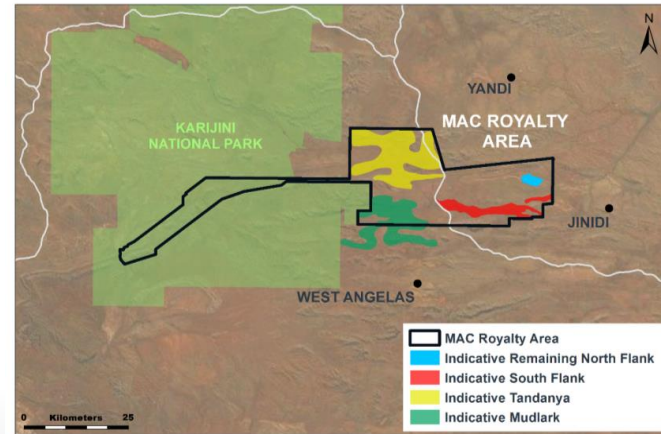 N
YANDI
MAC ROYALTY
AREA
KARIJINI
NATIONAL PARK
JINIDI
WEST ANGELAS
MAC Royalty Area
Indicative Remaining North Flank
Indicative South Flank
Indicative Tandanya
Indicative Mudlark
0 Kilometers 25